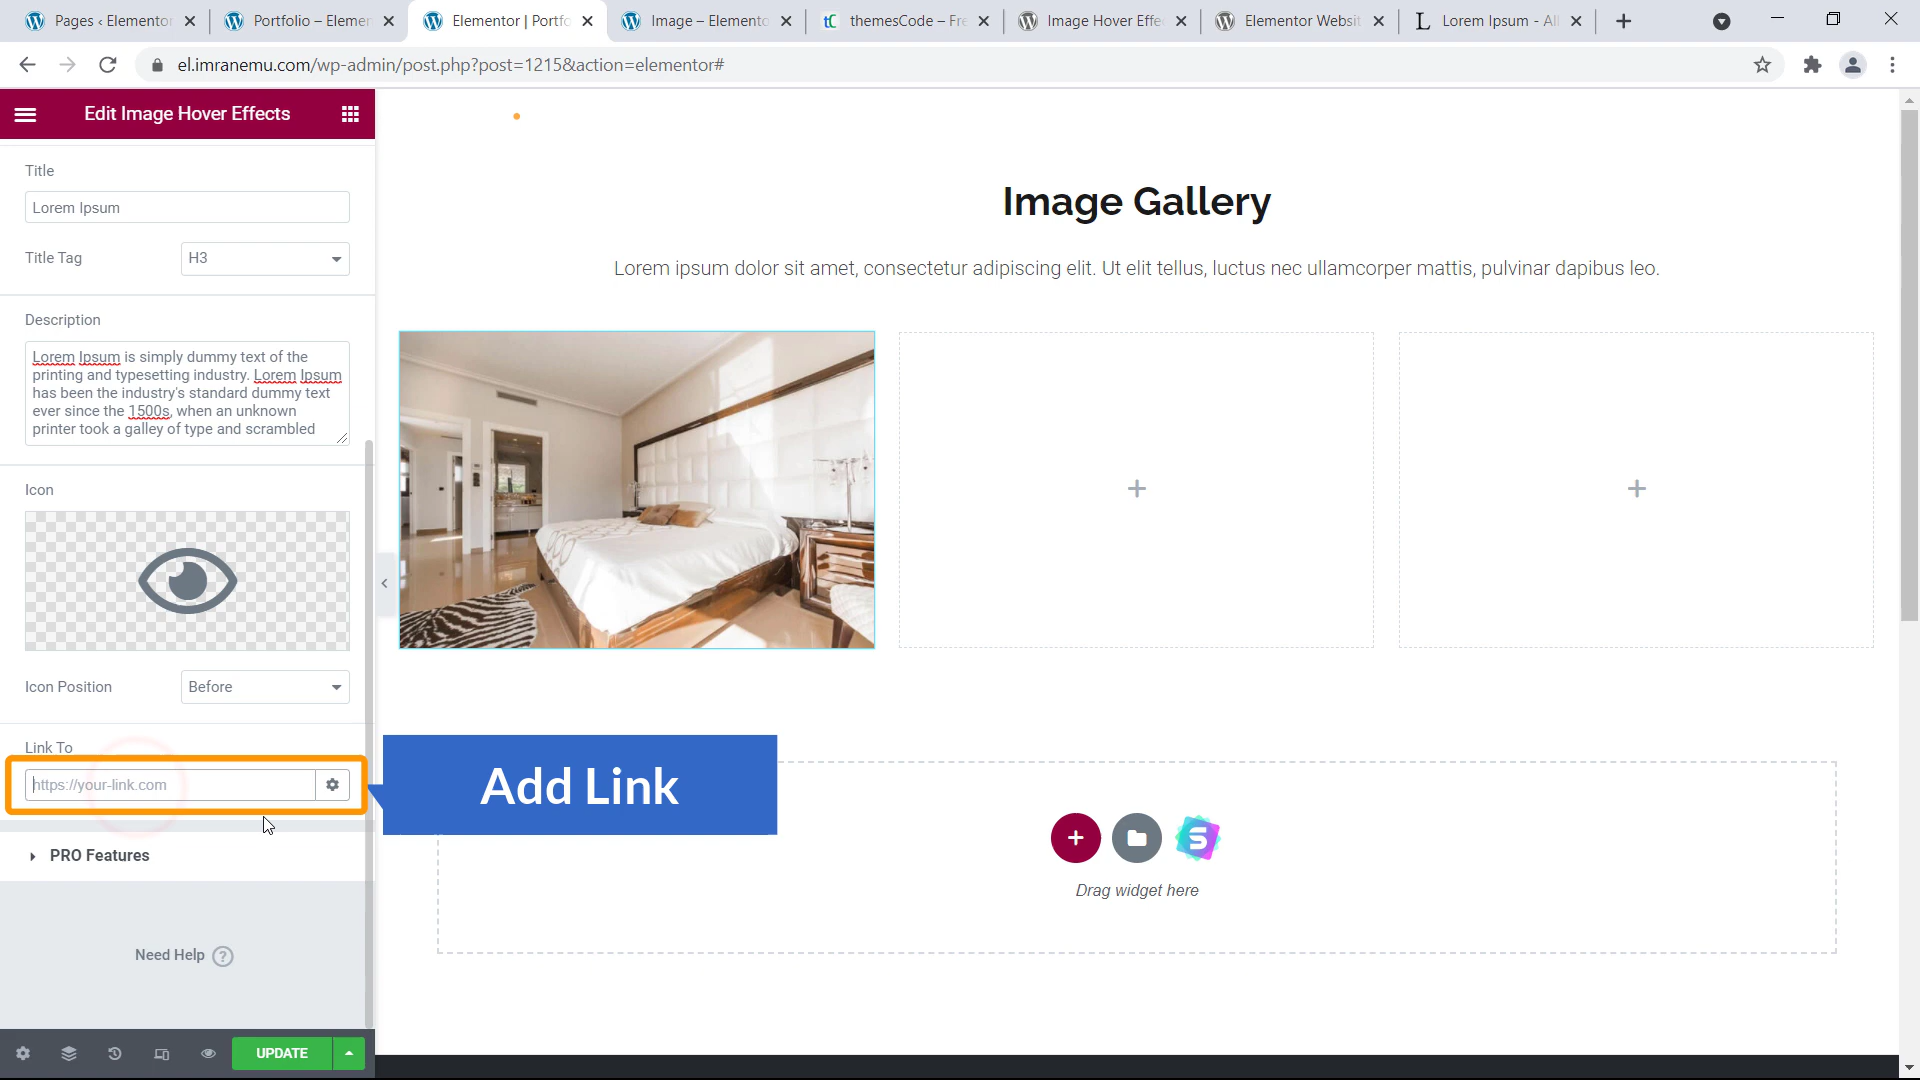 Pages ‹ Elementor
Portfolio – Elemen
Elementor | Portfo
Image – Elemento
themesCode – Fre
Image Hover Effec
Elementor Websit
Lorem Ipsum - All
el.imranemu.com/wp-admin/post.php?post=1215&action=elementor#
Edit Image Hover Effects
Title
Lorem Ipsum
Title Tag
H3
Description
Lorem Ipsum is simply dummy text of the
printing and typesetting industry. Lorem Ipsum
has been the industry's standard dummy text
ever since the 1500s, when an unknown
printer took a galley of type and scrambled
Icon
Icon Position
Before
Link To
https://your-link.com
PRO Features
Need Help ?
UPDATE
Image Gallery
Lorem ipsum dolor sit amet, consectetur adipiscing elit. Ut elit tellus, luctus nec ullamcorper mattis, pulvinar dapibus leo.
Add Link
Drag widget here